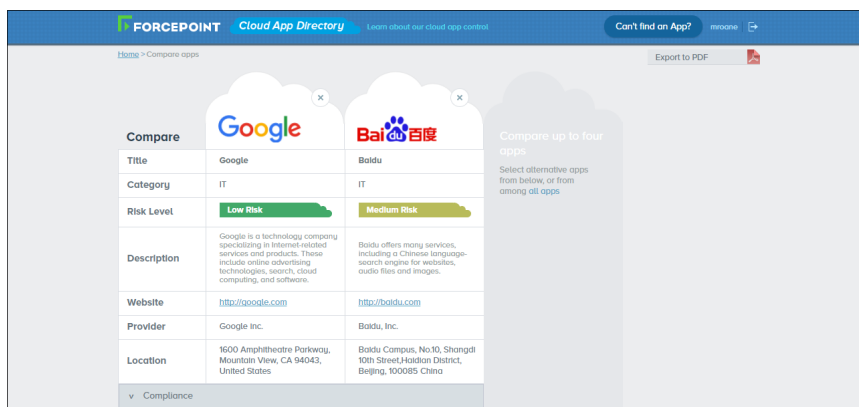 FORCEPOINT Cloud App Directory Learn about our cloud app control Can't find an App? mroane
Home > Compare apps Export to PDF
Google Bai du 百度
Compare
Compare up to four
apps
Select alternative apps
from below, or from
among all apps
Title Google Baidu
Category IT IT
Risk Level Low Risk Medium Risk
Description
Google is a technology company
specializing in Internet-related
services and products. These
include online advertising
technologies, search, cloud
computing, and software.
Baidu offers many services,
including a Chinese language-
search engine for websites,
audio files and images.
Website http://google.com http://baidu.com
Provider Google inc. Baidu, Inc.
Location
1600 Amphitheatre Parkway,
Mountain View, CA 94043,
United States
Baidu Campus, No.10, Shangdi
10th Street,Haidian District,
Beijing, 100085 China
v Compliance